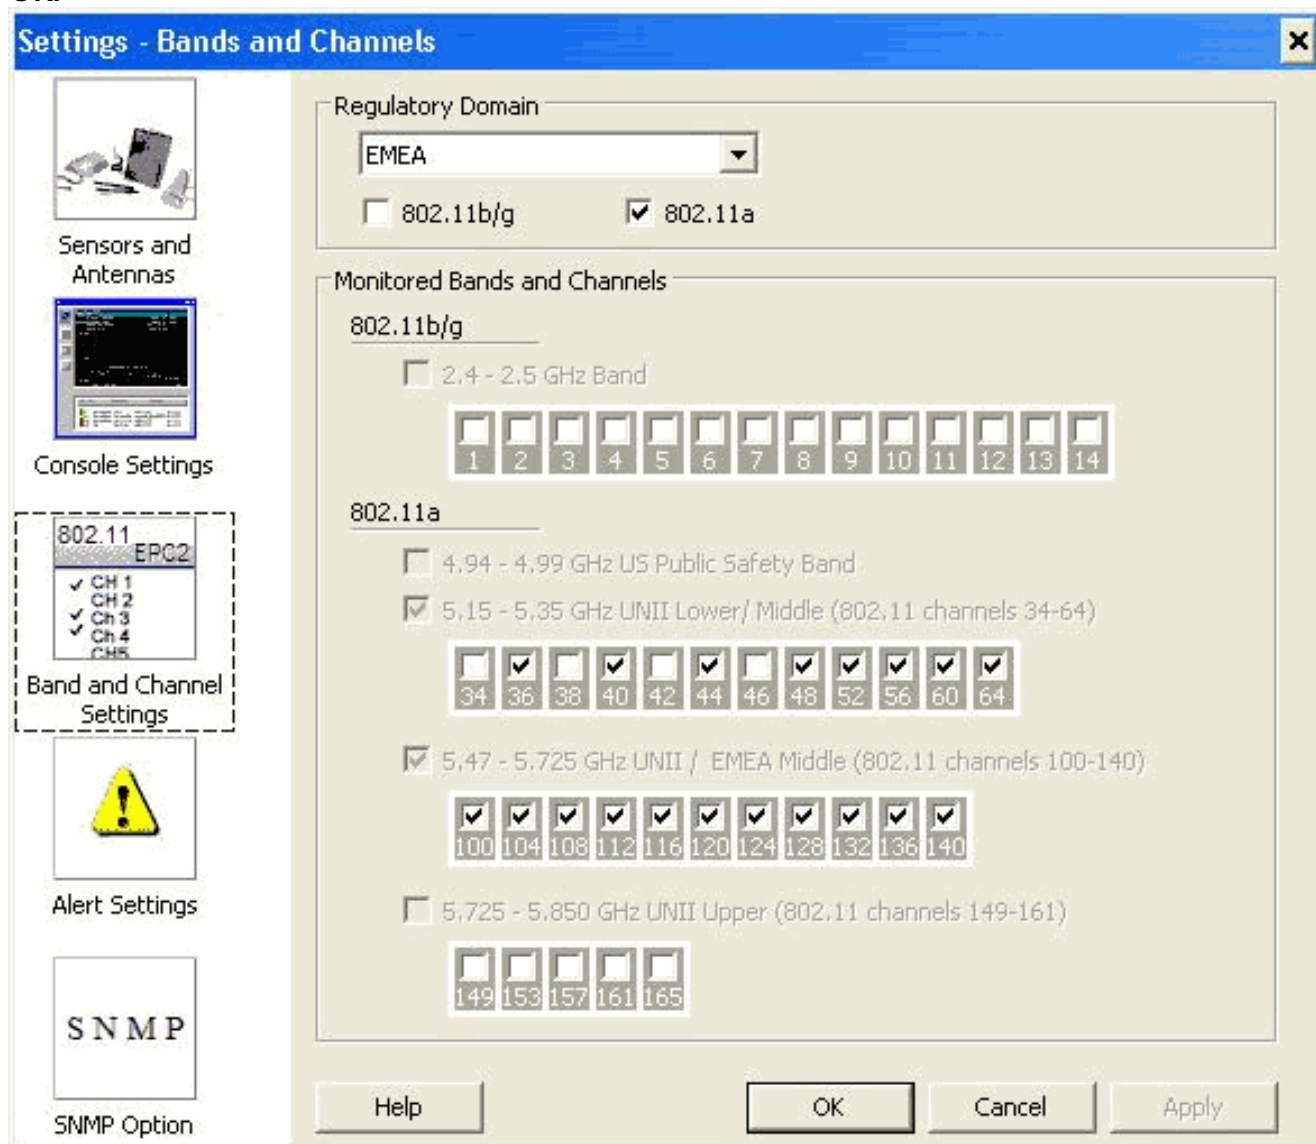 Settings - Bands and Channels
Sensors and
Antennas
Console Settings
802.11
EPC2
CH 1
CH 2
Ch 3
Ch 4
CH5
Band and Channel
Settings
Alert Settings
S N M P
SNMP Option
Regulatory Domain
EMEA
802.11b/g 802.11a
Monitored Bands and Channels
802.11b/g
2.4 - 2.5 GHz Band
1 2 3 4 5 6 7 8 9 10 11 12 13 14
802.11a
4.94 - 4.99 GHz US Public Safety Band
5.15 - 5.35 GHz UNII Lower/ Middle (802.11 channels 34-64)
34 36 38 40 42 44 46 48 52 56 60 64
5.47 - 5.725 GHz UNII / EMEA Middle (802.11 channels 100-140)
100 104 108 112 116 120 124 128 132 136 140
5.725 - 5.850 GHz UNII Upper (802.11 channels 149-161)
149 153 157 161 165
Help OK Cancel Apply